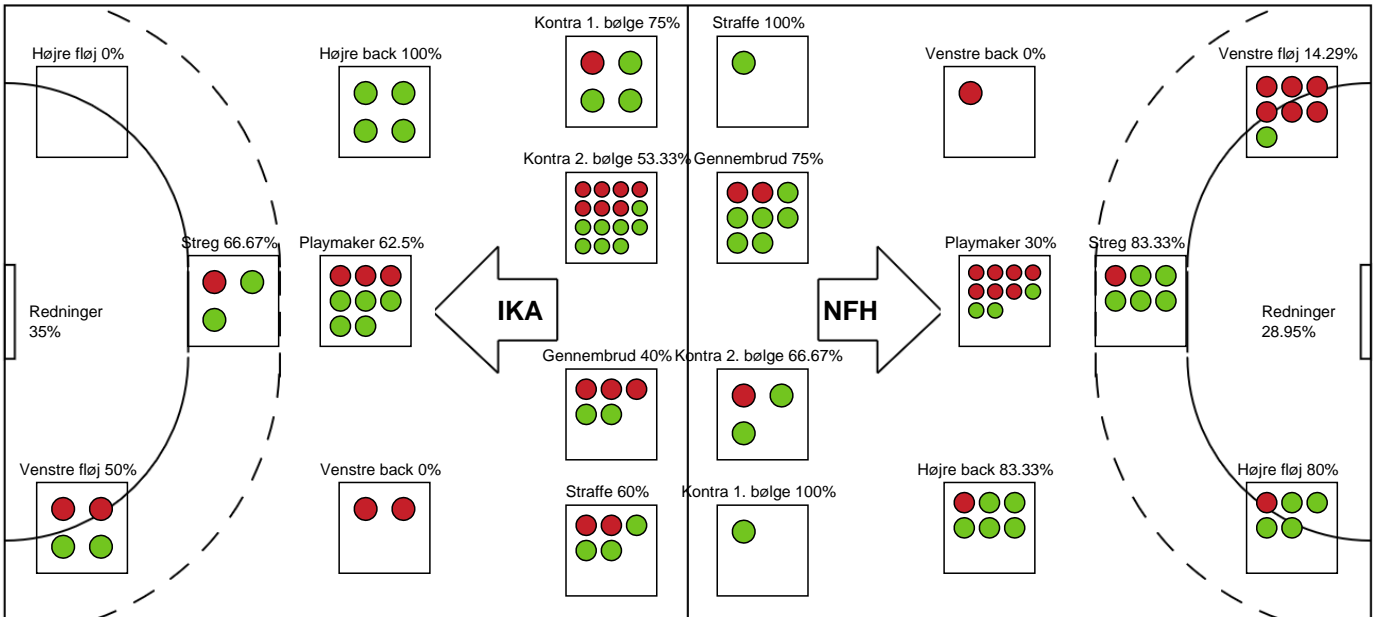 Kontra 1. bølge 75%
Straffe 100%
Højre fløj 0%
Højre back 100%
Venstre back 0%
Venstre fløj 14.29%
Kontra 2. bølge 53.33%
Gennembrud 75%
Streg 66.67%
Playmaker 62.5%
Playmaker 30%
Streg 83.33%
Redninger
35%
IKA
NFH
Redninger
28.95%
Gennembrud 40%
Kontra 2. bølge 66.67%
Venstre fløj 50%
Venstre back 0%
Højre back 83.33%
Højre fløj 80%
Straffe 60%
Kontra 1. bølge 100%